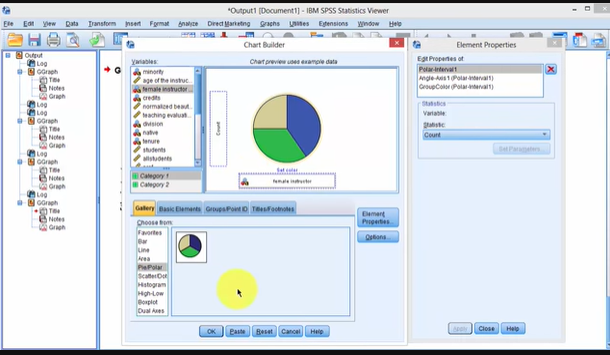 *Output1 [Document1] - IBM SPSS Statistics Viewer
File Edit View Data Transform Insert Format Analyze Direct Marketing Graphs Utilities Extensions Window Help
Output
Log
GGraph
Title
Notes
Graph
Log
GGraph
Title
Notes
Graph
Log
Log
GGraph
Title
Notes
Graph
Log
GGraph
Title
Notes
Graph
Chart Builder
Variables:
minority
age of the instruc...
female instructor ...
credits
normalized beaut...
teaching evaluati...
division
native
tenure
students
allstudents
Category 1
Category 2
Chart preview uses example data
Count
Set color
female instructor
Gallery Basic Elements Groups/Point ID Titles/Footnotes
Choose from:
Favorites
Bar
Line
Area
Pie/Polar
Scatter/Dot
Histogram
High-Low
Boxplot
Dual Axes
Element Properties...
Options...
OK Paste Reset Cancel Help
Element Properties
Edit Properties of:
Polar-Interval1
Angle-Axis1 (Polar-Interval1)
GroupColor (Polar-Interval1)
Statistics
Variable:
Statistic:
Count
Set Parameters...
Apply Close Help